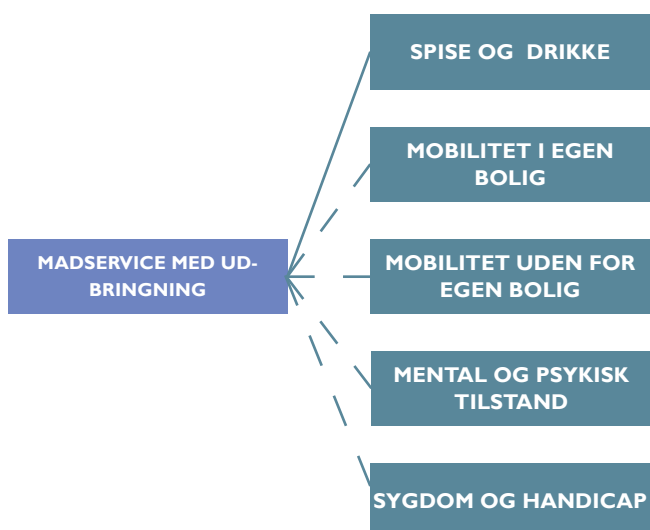 SPISE OG DRIKKE
MOBILITET I EGEN
BOLIG
MADSERVICE MED UD-
BRINGNING
MOBILITET UDEN FOR
EGEN BOLIG
MENTAL OG PSYKISK
TILSTAND
SYGDOM OG HANDICAP